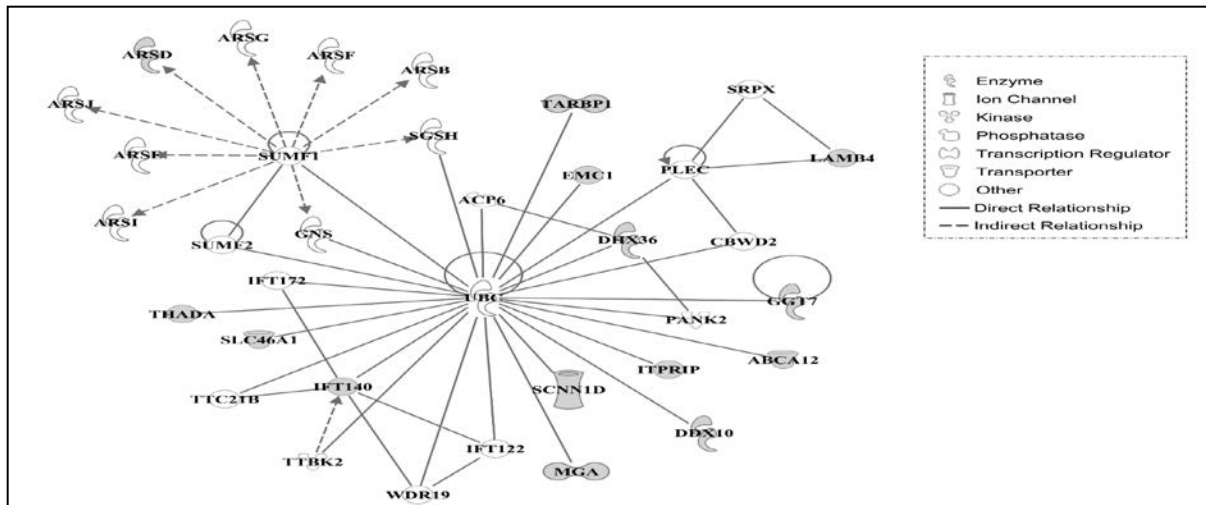 ARSG
ARSD
ARSF
ARSB
ARSJ
SRPX
TARBP1
SGSH
ARSE
SUMF1
LAMB4
EMC1
PLEC
ACP6
ARSI
SUMF2
GNS
DHX36
CBWD2
IFT172
UBC
GGT7
THADA
PANK2
SLC46A1
ABCA12
ITPRIP
IFT140
SCNN1D
TTC21B
DDX10
IFT122
TTBK2
MGA
WDR19
Enzyme
Ion Channel
Kinase
Phosphatase
Transcription Regulator
Transporter
Other
Direct Relationship
Indirect Relationship